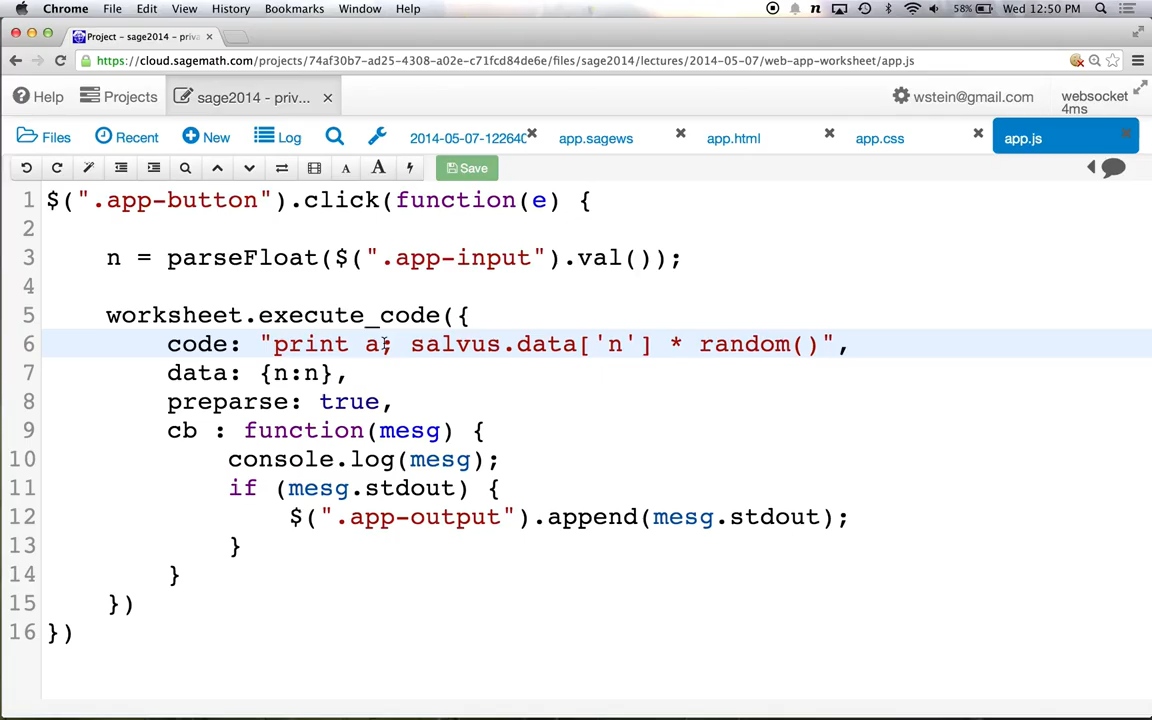 Chrome File Edit View History Bookmarks Window Help 58% Wed 12:50 PM
Project - sage2014 - priva
https://cloud.sagemath.com/projects/74af30b7-ad25-4308-a02e-c71fcd84de6e/files/sage2014/lectures/2014-05-07/web-app-worksheet/app.js
Help Projects sage2014 - priv... wstein@gmail.com websocket
4ms
Files Recent New Log 2014-05-07-122640 app.sagews app.html app.css app.js
A A Save
1 $(".app-button").click(function(e) {
2
3 n = parseFloat($(".app-input").val());
4
5 worksheet.execute_code({
6 code: "print a; salvus.data['n'] * random()",
7 data: {n:n},
8 preparse: true,
9 cb : function(mesg) {
10 console.log(mesg);
11 if (mesg.stdout) {
12 $(".app-output").append(mesg.stdout);
13 }
14 }
15 })
16 })